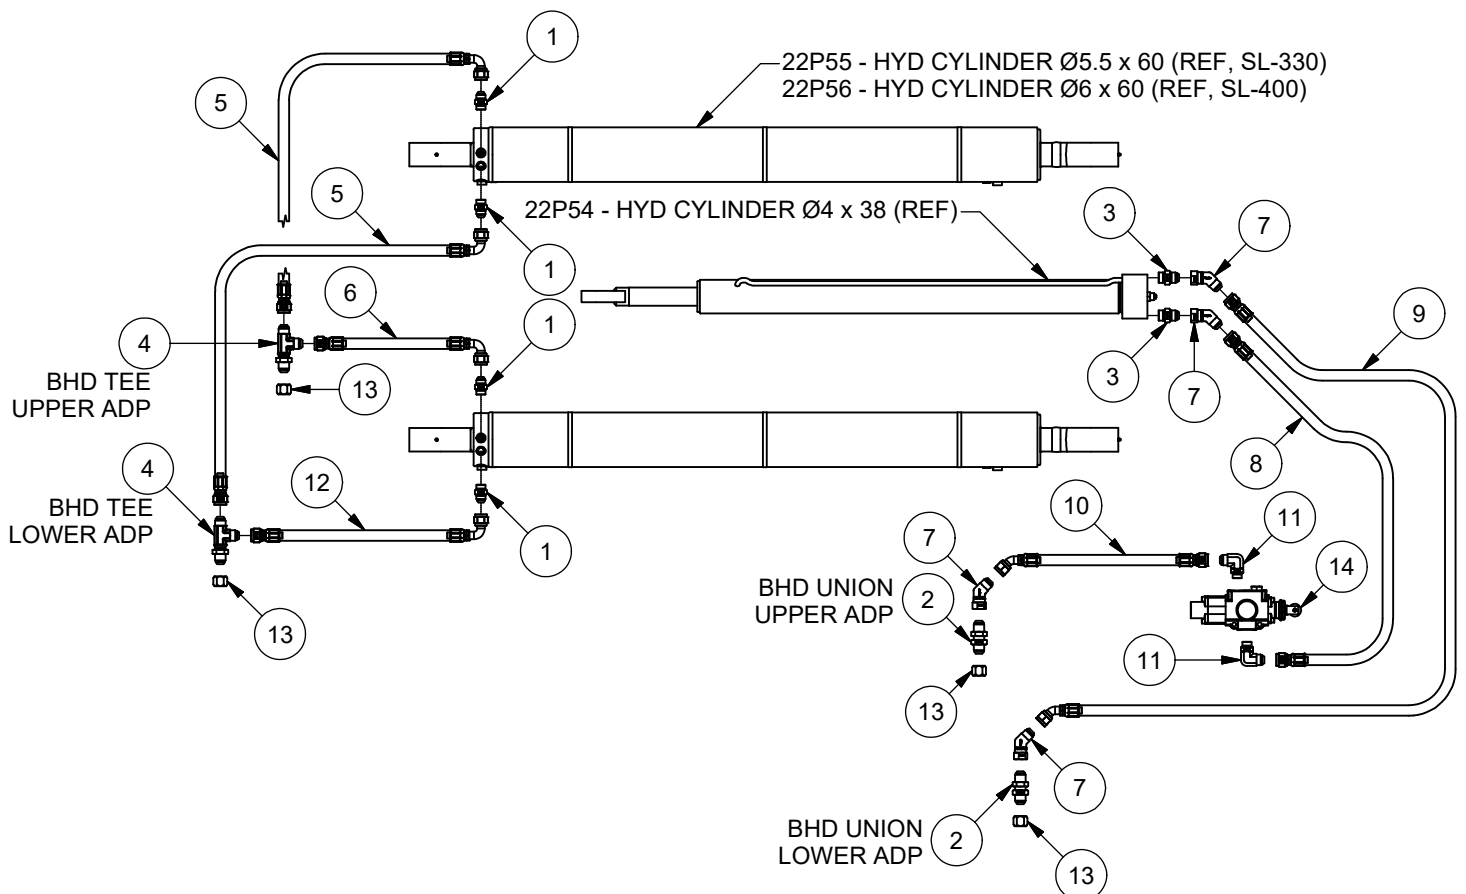 1
22P55 - HYD CYLINDER Ø5.5 x 60 (REF, SL-330)
22P56 - HYD CYLINDER Ø6 x 60 (REF, SL-400)
5
5
22P54 - HYD CYLINDER Ø4 x 38 (REF)
3
7
1
6
1
9
4
BHD TEE
UPPER ADP
13
3
7
8
4
BHD TEE
LOWER ADP
12
1
10
11
7
14
BHD UNION
UPPER ADP
2
13
11
13
7
BHD UNION
LOWER ADP
2
13